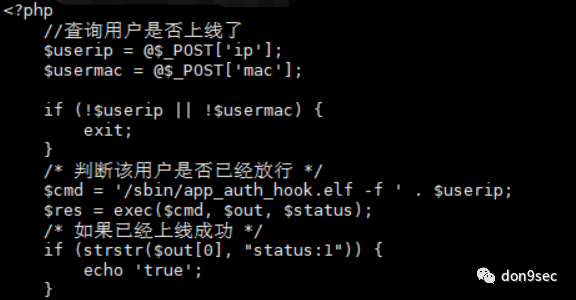 <?php
    //查询用户是否上线了
    $userip = @$_POST['ip'];
    $usermac = @$_POST['mac'];

    if (!$userip || !$usermac) {
        exit;
    }
    /* 判断该用户是否已经放行 */
    $cmd = '/sbin/app_auth_hook.elf -f ' . $userip;
    $res = exec($cmd, $out, $status);
    /* 如果已经上线成功 */
    if (strstr($out[0], "status:1")) {
        echo 'true';
    }
don9sec